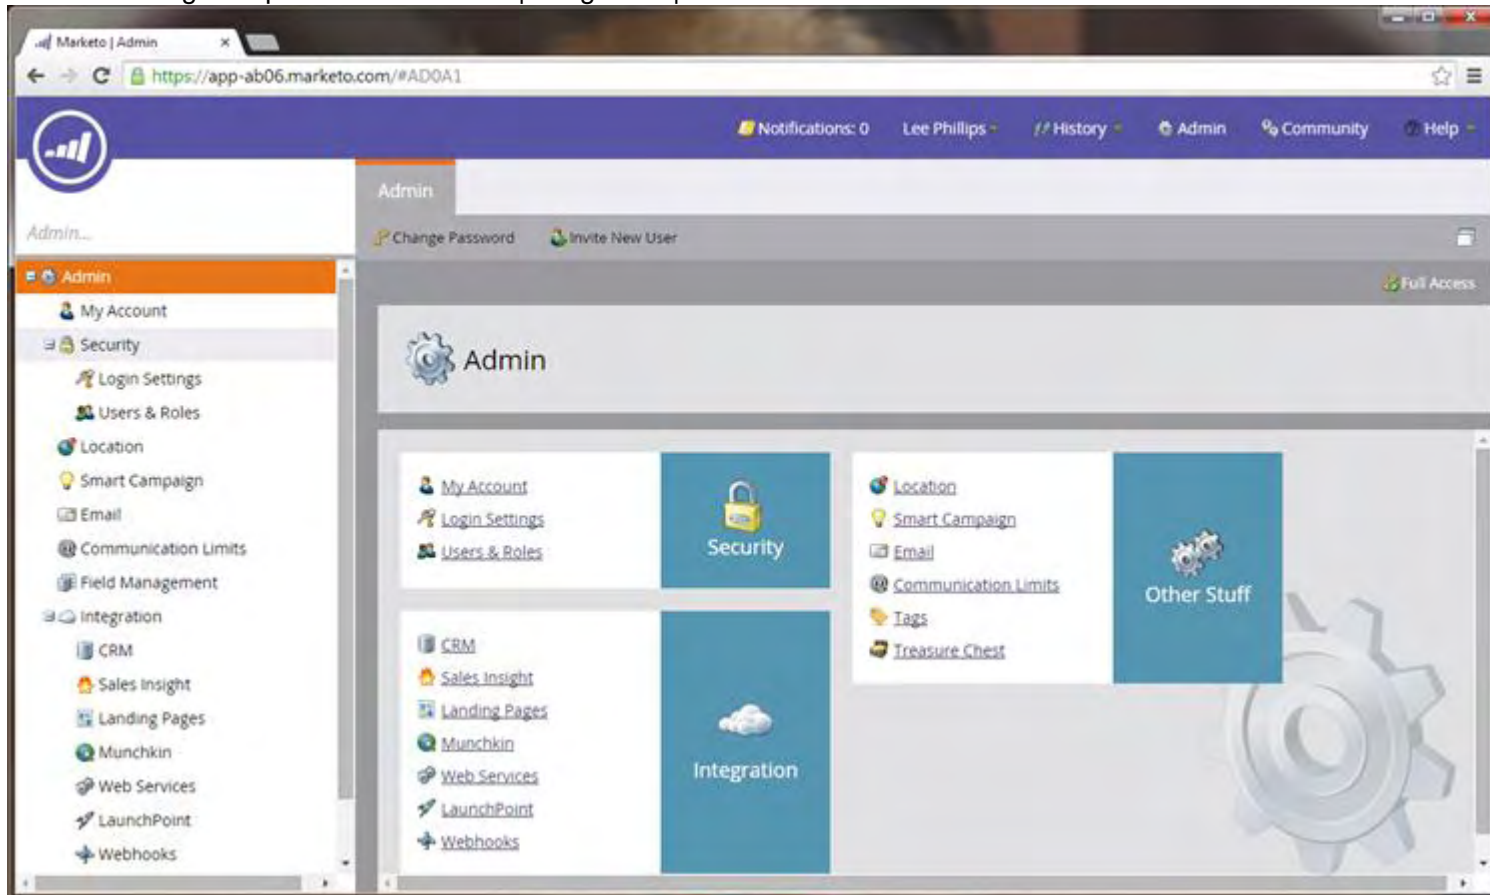 Marketo | Admin
https://app-ab06.marketo.com/#AD0A1
Notifications: 0 Lee Phillips History Admin Community Help
Admin
Admin...
Change Password Invite New User
Full Access
Admin
My Account
Security
Login Settings
Users & Roles
Location
Smart Campaign
Email
Communication Limits
Field Management
Integration
CRM
Sales Insight
Landing Pages
Munchkin
Web Services
LaunchPoint
Webhooks
Admin
My Account
Login Settings
Users & Roles
Security
CRM
Sales Insight
Landing Pages
Munchkin
Web Services
LaunchPoint
Webhooks
Integration
Location
Smart Campaign
Email
Communication Limits
Tags
Treasure Chest
Other Stuff